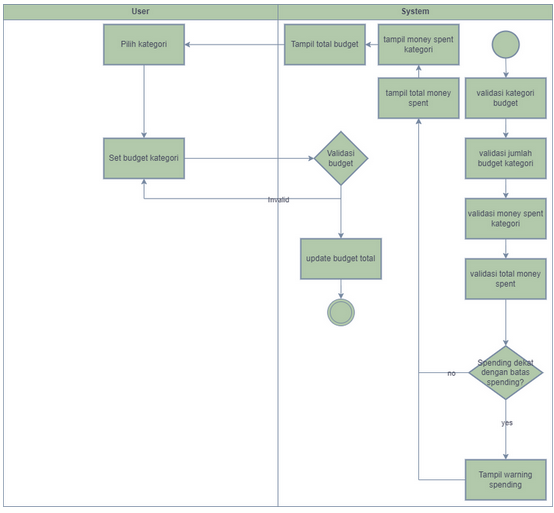 User
System
Pilih kategori
Tampil total budget
tampil money spent
kategori
tampil total money
spent
validasi kategori
budget
Set budget kategori
Validasi
budget
validasi jumlah
budget kategori
Invalid
validasi money spent
kategori
update budget total
validasi total money
spent
Spending dekat
dengan batas
spending?
no
yes
Tampil warning
spending